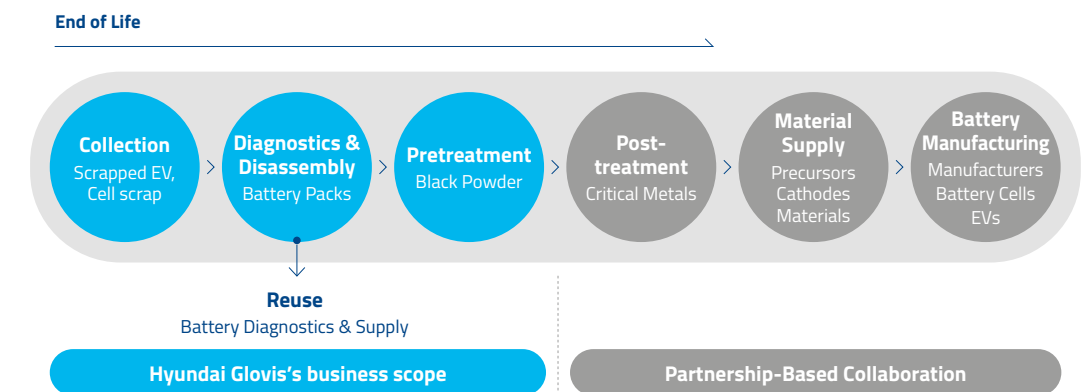 End of Life
Collection
Scrapped EV,
Cell scrap
Diagnostics &
Disassembly
Battery Packs
Pretreatment
Black Powder
Post-
treatment
Critical Metals
Material
Supply
Precursors
Cathodes
Materials
Battery
Manufacturing
Manufacturers
Battery Cells
EVs
Reuse
Battery Diagnostics & Supply
Hyundai Glovis's business scope
Partnership-Based Collaboration